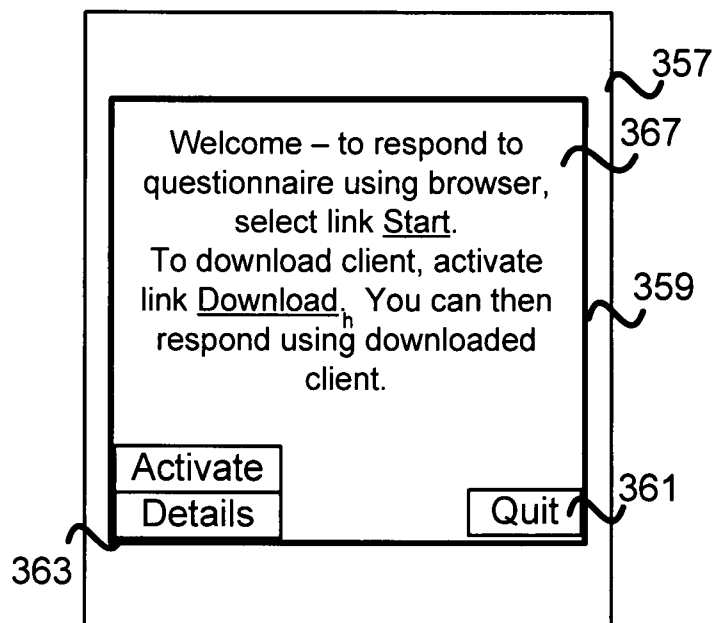 357
367
Welcome – to respond to
questionnaire using browser,
select link Start.
To download client, activate
link Download. You can then
h
respond using downloaded
client.
359
Activate
Details
Quit
361
363